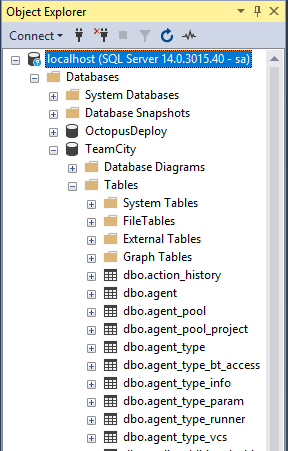 Object Explorer
Connect
localhost (SQL Server 14.0.3015.40 - sa)
Databases
System Databases
Database Snapshots
OctopusDeploy
TeamCity
Database Diagrams
Tables
System Tables
FileTables
External Tables
Graph Tables
dbo.action_history
dbo.agent
dbo.agent_pool
dbo.agent_pool_project
dbo.agent_type
dbo.agent_type_bt_access
dbo.agent_type_info
dbo.agent_type_param
dbo.agent_type_runner
dbo.agent_type_vcs